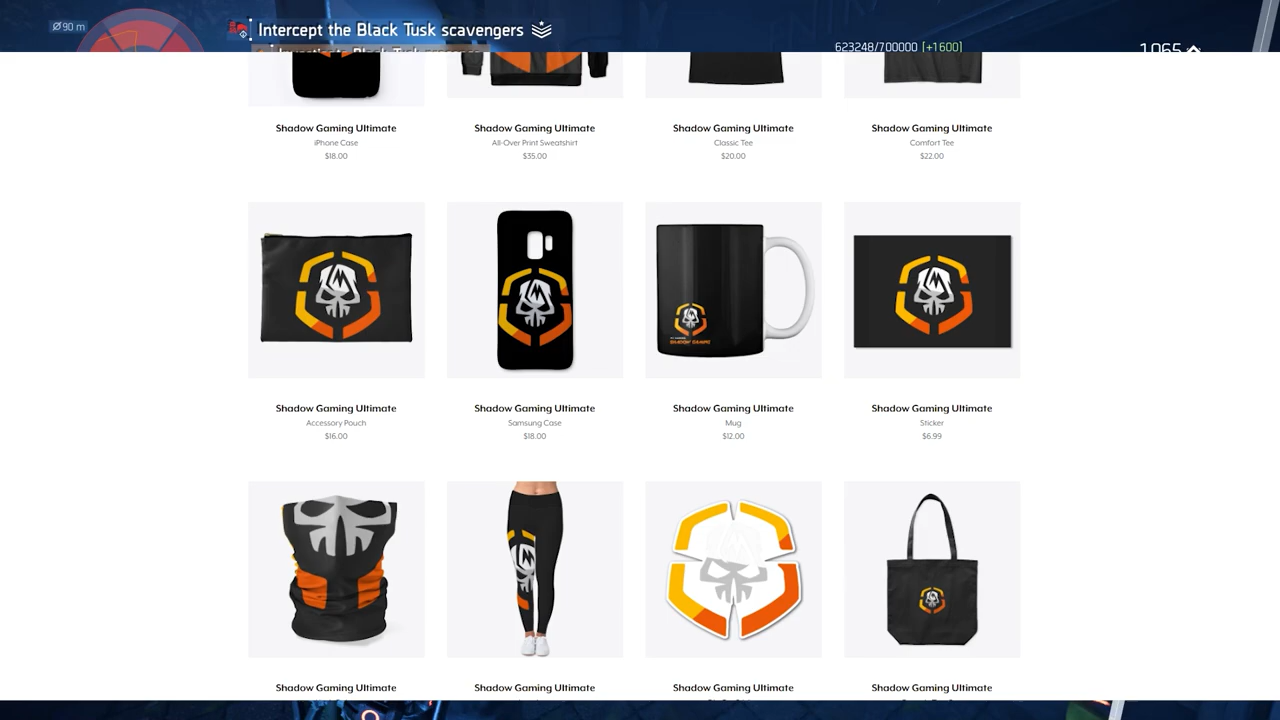 Ø90 m
Intercept the Black Tusk scavengers
623248/700000 [+1600]
1065
Shadow Gaming Ultimate
iPhone Case
$18.00
Shadow Gaming Ultimate
All-Over Print Sweatshirt
$35.00
Shadow Gaming Ultimate
Classic Tee
$20.00
Shadow Gaming Ultimate
Comfort Tee
$22.00
SHADOW GAMING
Shadow Gaming Ultimate
Accessory Pouch
$16.00
Shadow Gaming Ultimate
Samsung Case
$18.00
Shadow Gaming Ultimate
Mug
$12.00
Shadow Gaming Ultimate
Sticker
$6.99
Shadow Gaming Ultimate
Shadow Gaming Ultimate
Shadow Gaming Ultimate
Shadow Gaming Ultimate